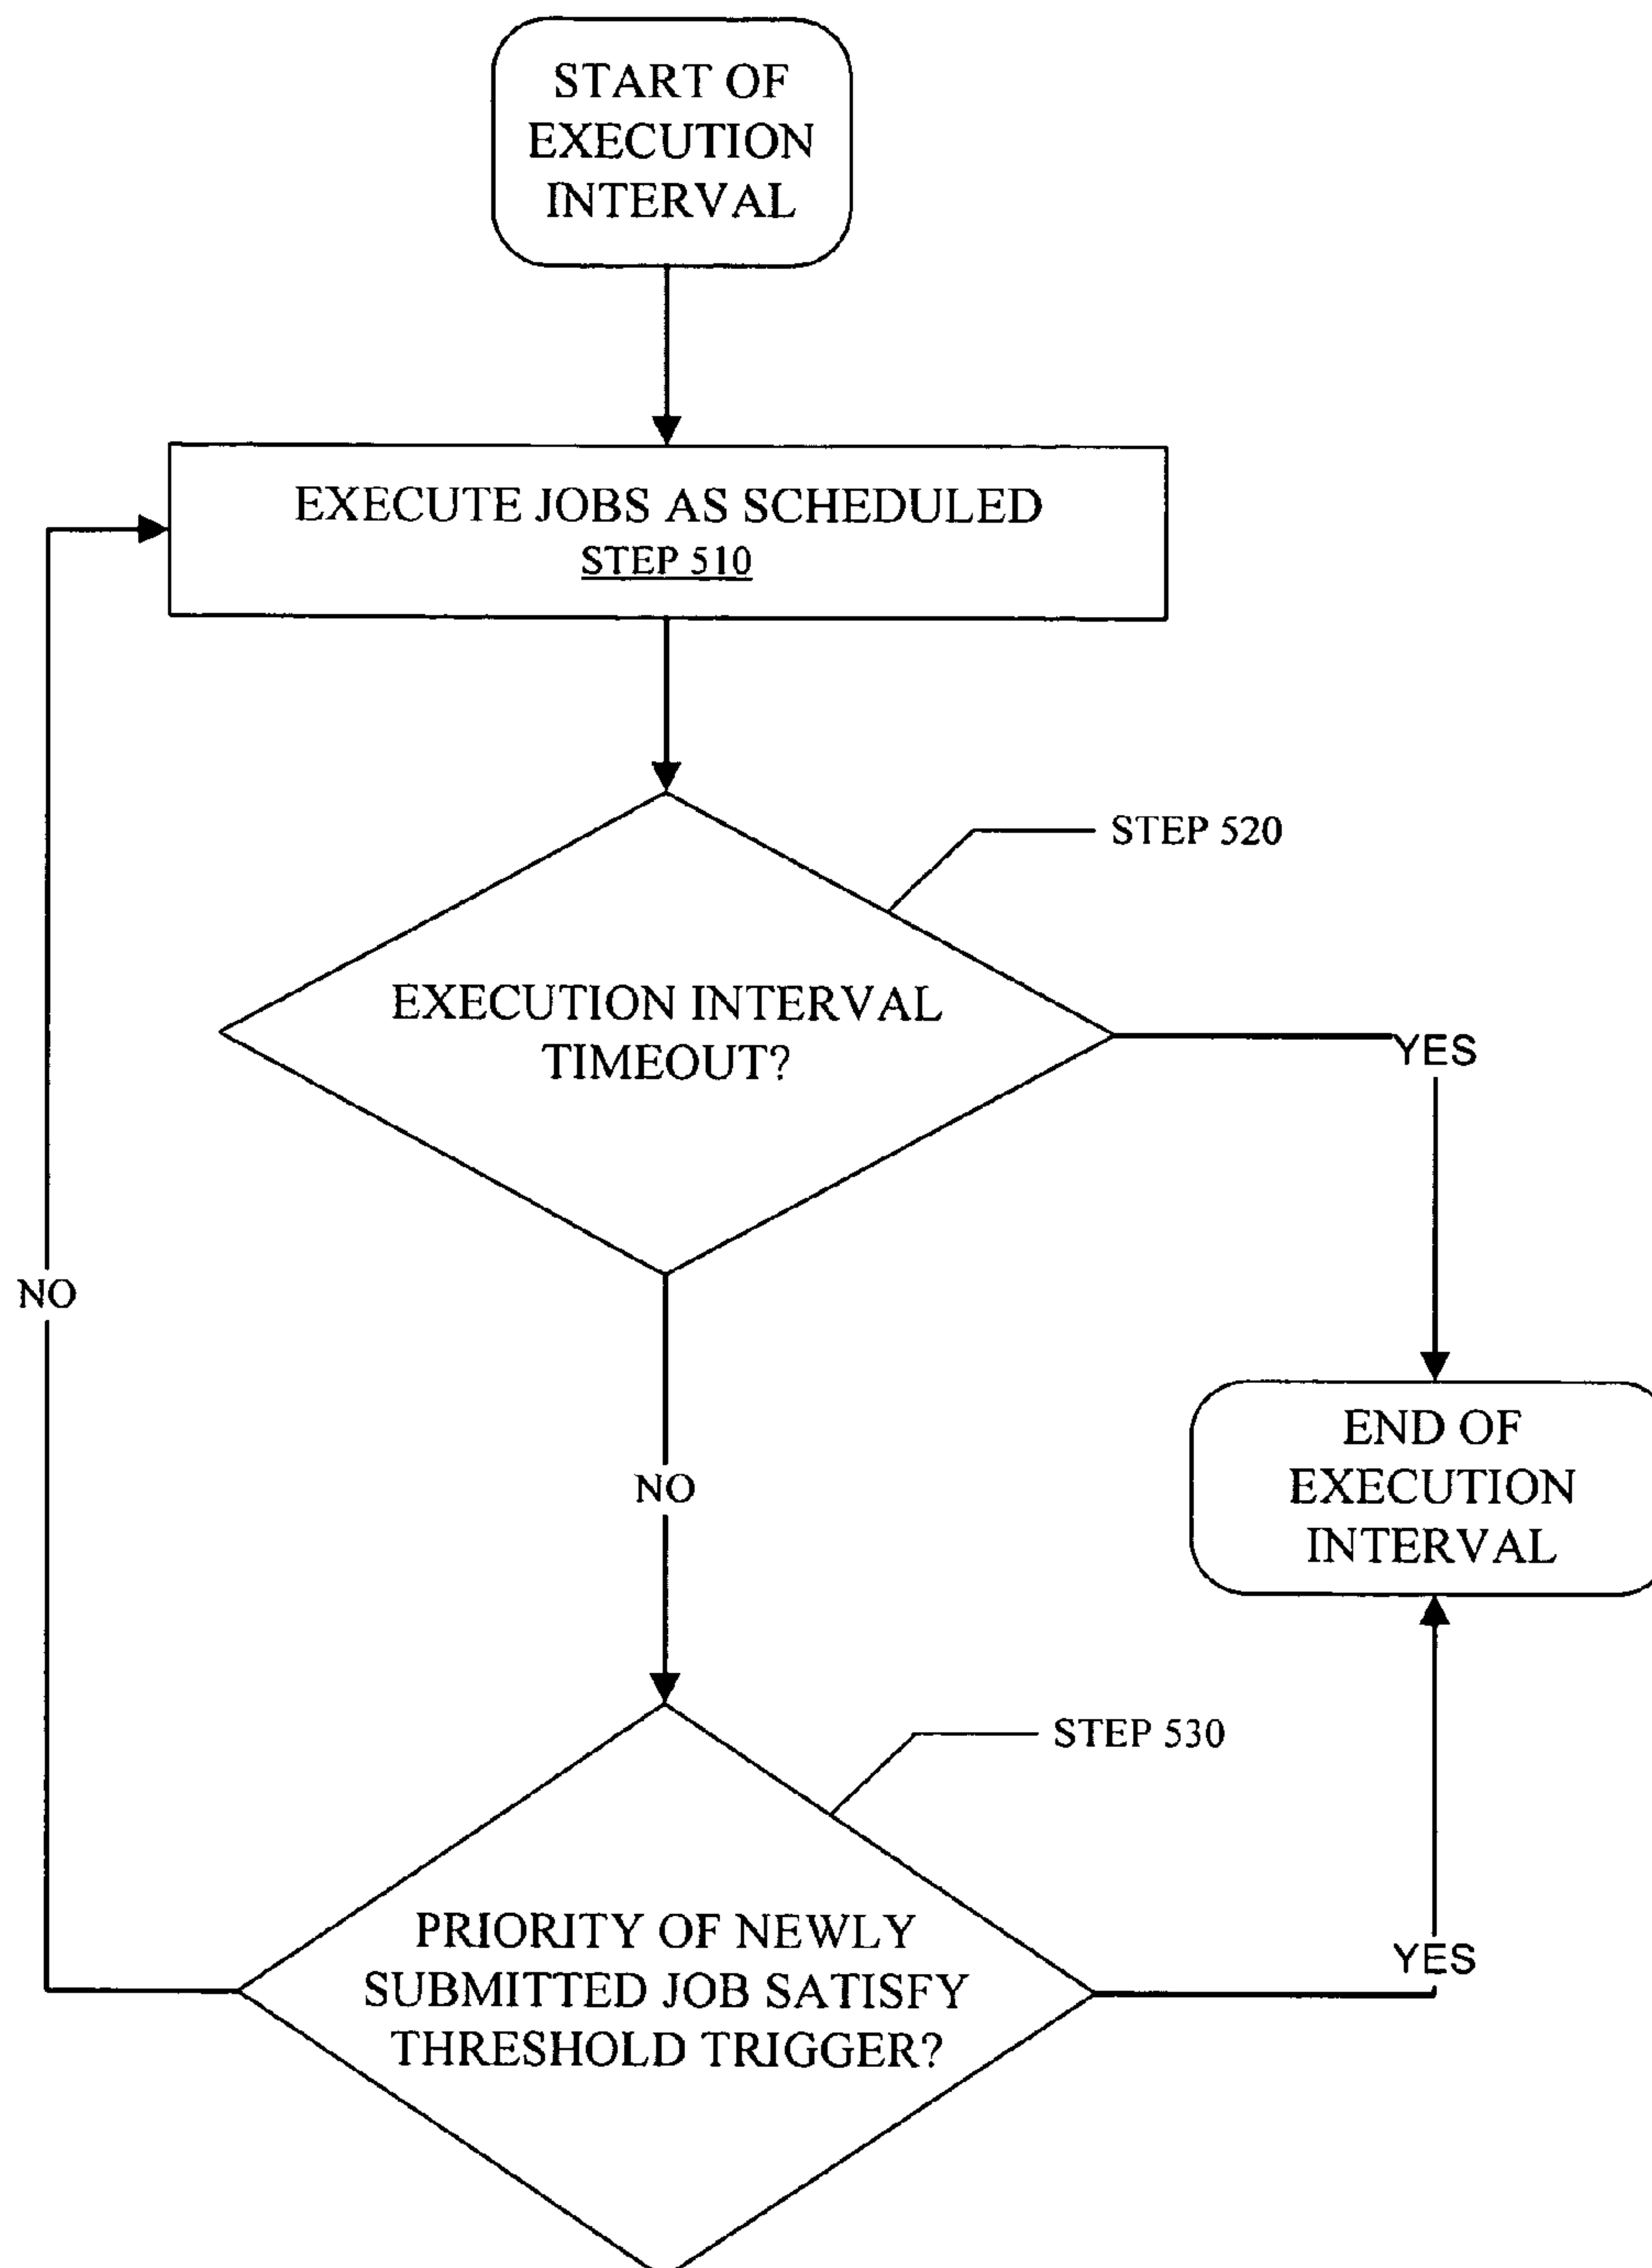 START OF
EXECUTION
INTERVAL
EXECUTE JOBS AS SCHEDULED
STEP 510
STEP 520
EXECUTION INTERVAL
TIMEOUT?
YES
NO
NO
END OF
EXECUTION
INTERVAL
STEP 530
PRIORITY OF NEWLY
SUBMITTED JOB SATISFY
THRESHOLD TRIGGER?
YES